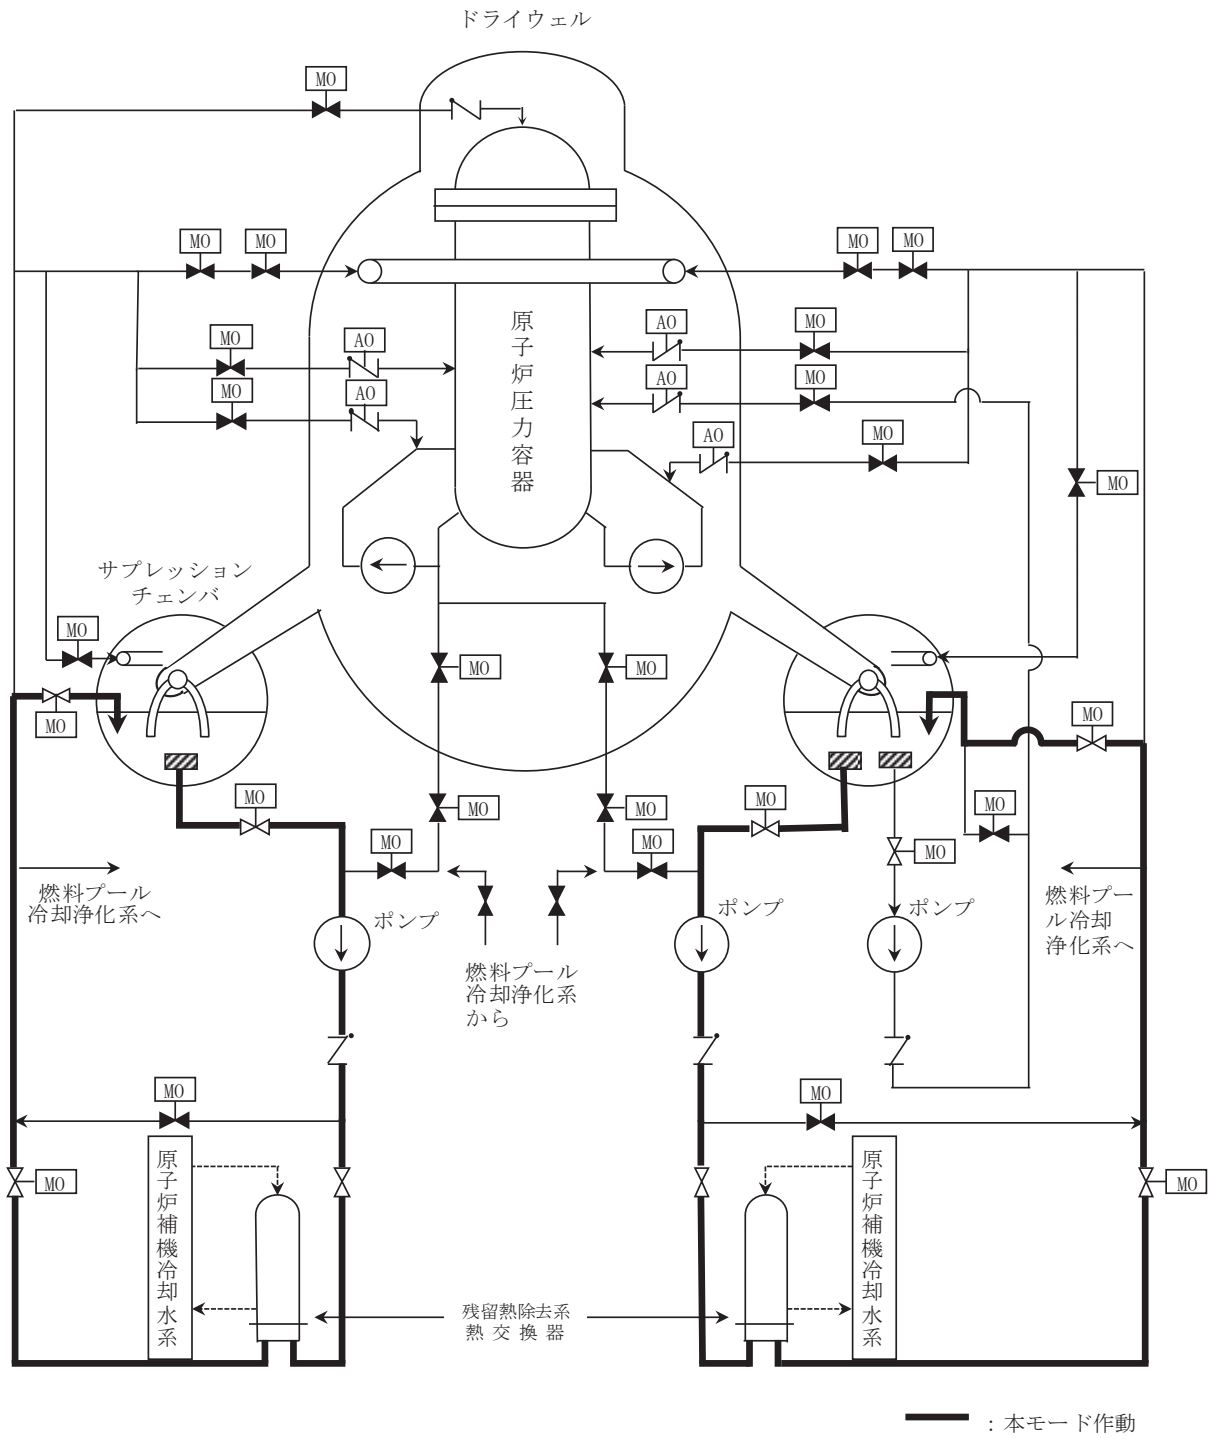 ドライウェル
MO
MO
MO
MO
MO
MO
MO
AO
AO
AO
AO
AO
MO
MO
MO
MO
MO
MO
原
子
炉
圧
力
容
器
サプレッション
チェンバ
MO
MO
MO
MO
MO
MO
MO
MO
MO
MO
MO
MO
MO
MO
燃料プール
冷却浄化系へ
ポンプ
ポンプ
ポンプ
燃料プー
ル冷却
浄化系へ
燃料プール
冷却浄化系
から
MO
MO
MO
MO
原
子
炉
補
機
冷
却
水
系
原
子
炉
補
機
冷
却
水
系
残留熱除去系
熱交換器
：本モード作動